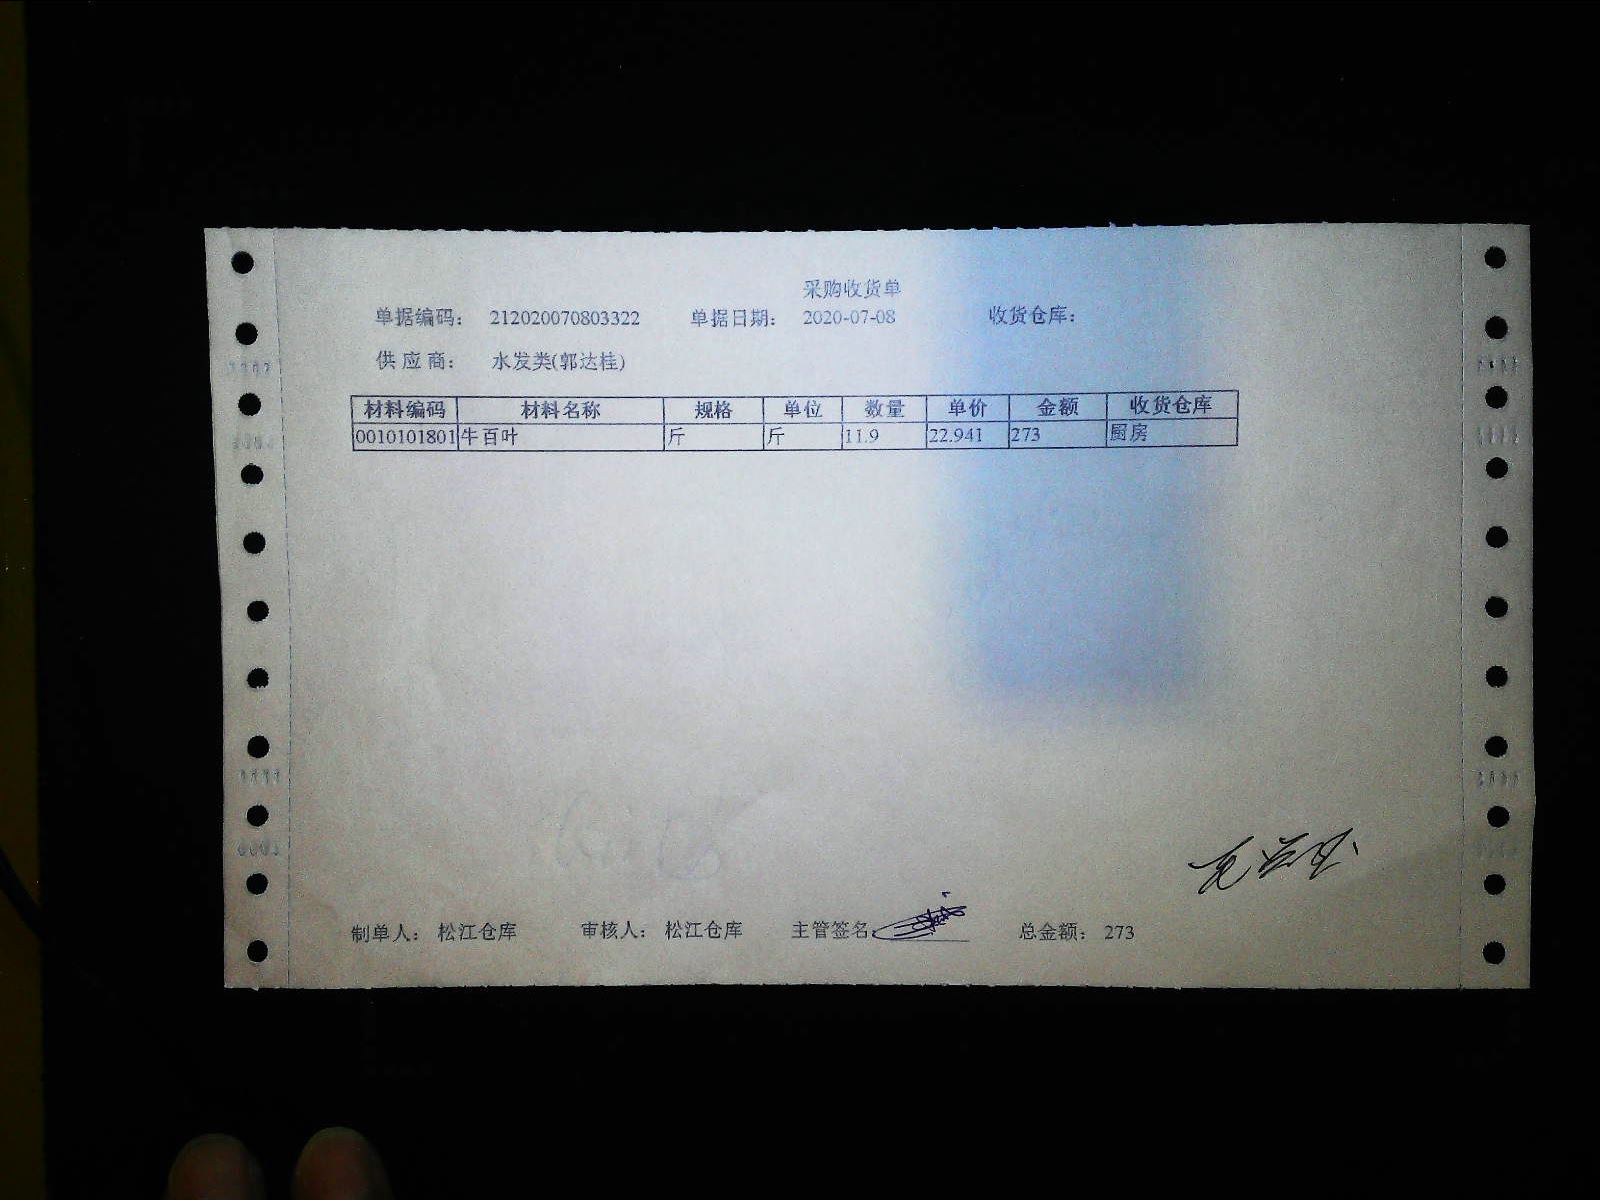 采购收货单
单据编码： 212020070803322 单据日期： 2020-07-08 收货仓库：
供 应 商： 水发类(郭达桂)
材料编码 材料名称 规格 单位 数量 单价 金额 收货仓库
0010101801 牛百叶 斤 斤 11.9 22.941 273 厨房
制单人： 松江仓库 审核人： 松江仓库 主管签名: 总金额： 273